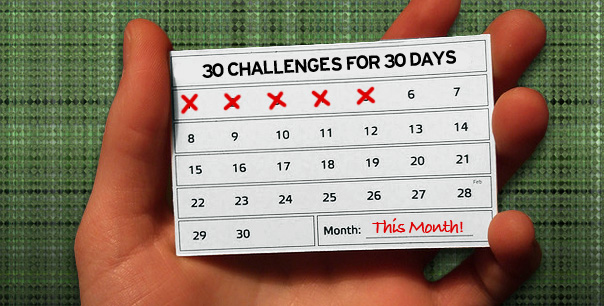 30 CHALLENGES FOR 30 DAYS
X X X X X 6 7
8 9 10 11 12 13 14
15 16 17 18 19 20 21
Feb
22 23 24 25 26 27 28
29 30 Month: This Month!